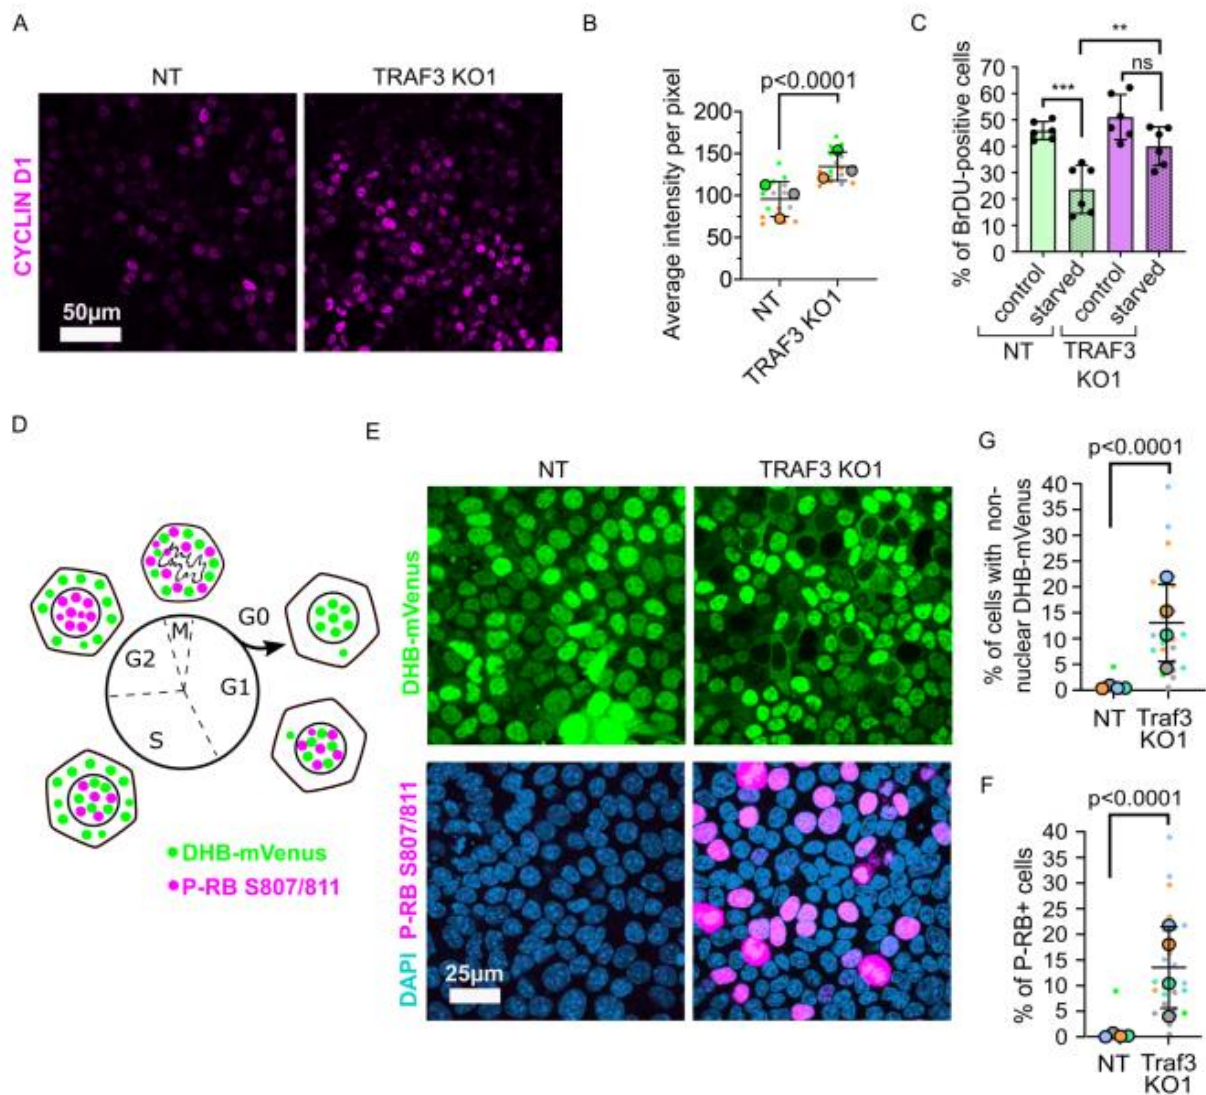 A
NT
TRAF3 KO1
CYCLIN D1
50µm
B
p<0.0001
Average intensity per pixel
200
150
100
50
0
NT
TRAF3 KO1
C
**
***
ns
% of BrDU-positive cells
70
60
50
40
30
20
10
0
control
starved
control
starved
NT
TRAF3
KO1
D
M
G0
G2
G1
S
DHB-mVenus
P-RB S807/811
E
NT
TRAF3 KO1
DHB-mVenus
DAPI P-RB S807/811
25µm
G
p<0.0001
% of cells with non-
nuclear DHB-mVenus
40
35
30
25
20
15
10
5
0
NT
Traf3
KO1
F
p<0.0001
% of P-RB+ cells
40
35
30
25
20
15
10
5
0
NT
Traf3
KO1